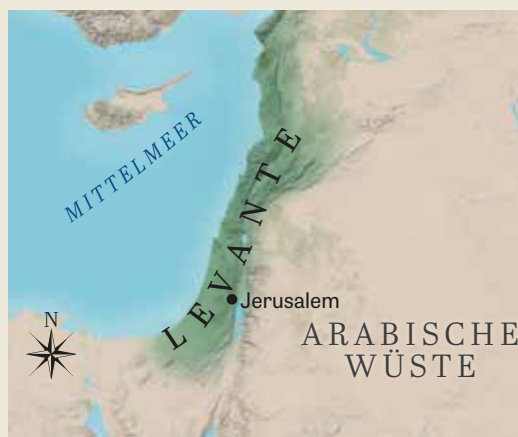 MITTELMEER
LEVANTE
Jerusalem
N
ARABISCHE
WÜSTE